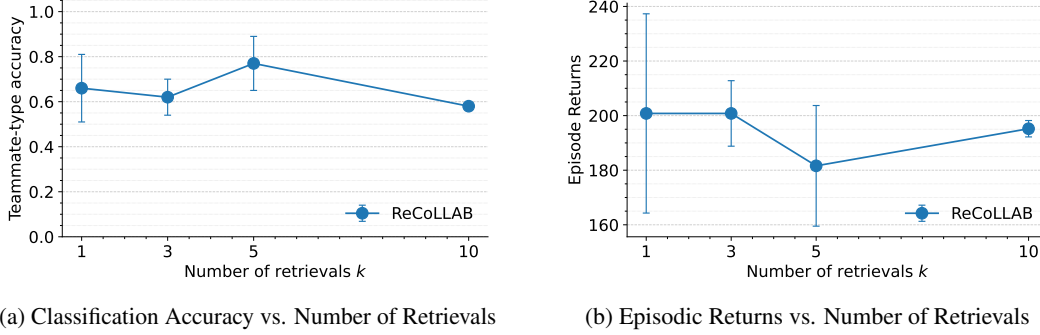 1.0
0.8
0.6
0.4
0.2
0.0
Teammate-type accuracy
ReCoLLAB
1 3 5 10
Number of retrievals k
(a) Classification Accuracy vs. Number of Retrievals
240
220
200
180
160
Episode Returns
ReCoLLAB
1 3 5 10
Number of retrievals k
(b) Episodic Returns vs. Number of Retrievals